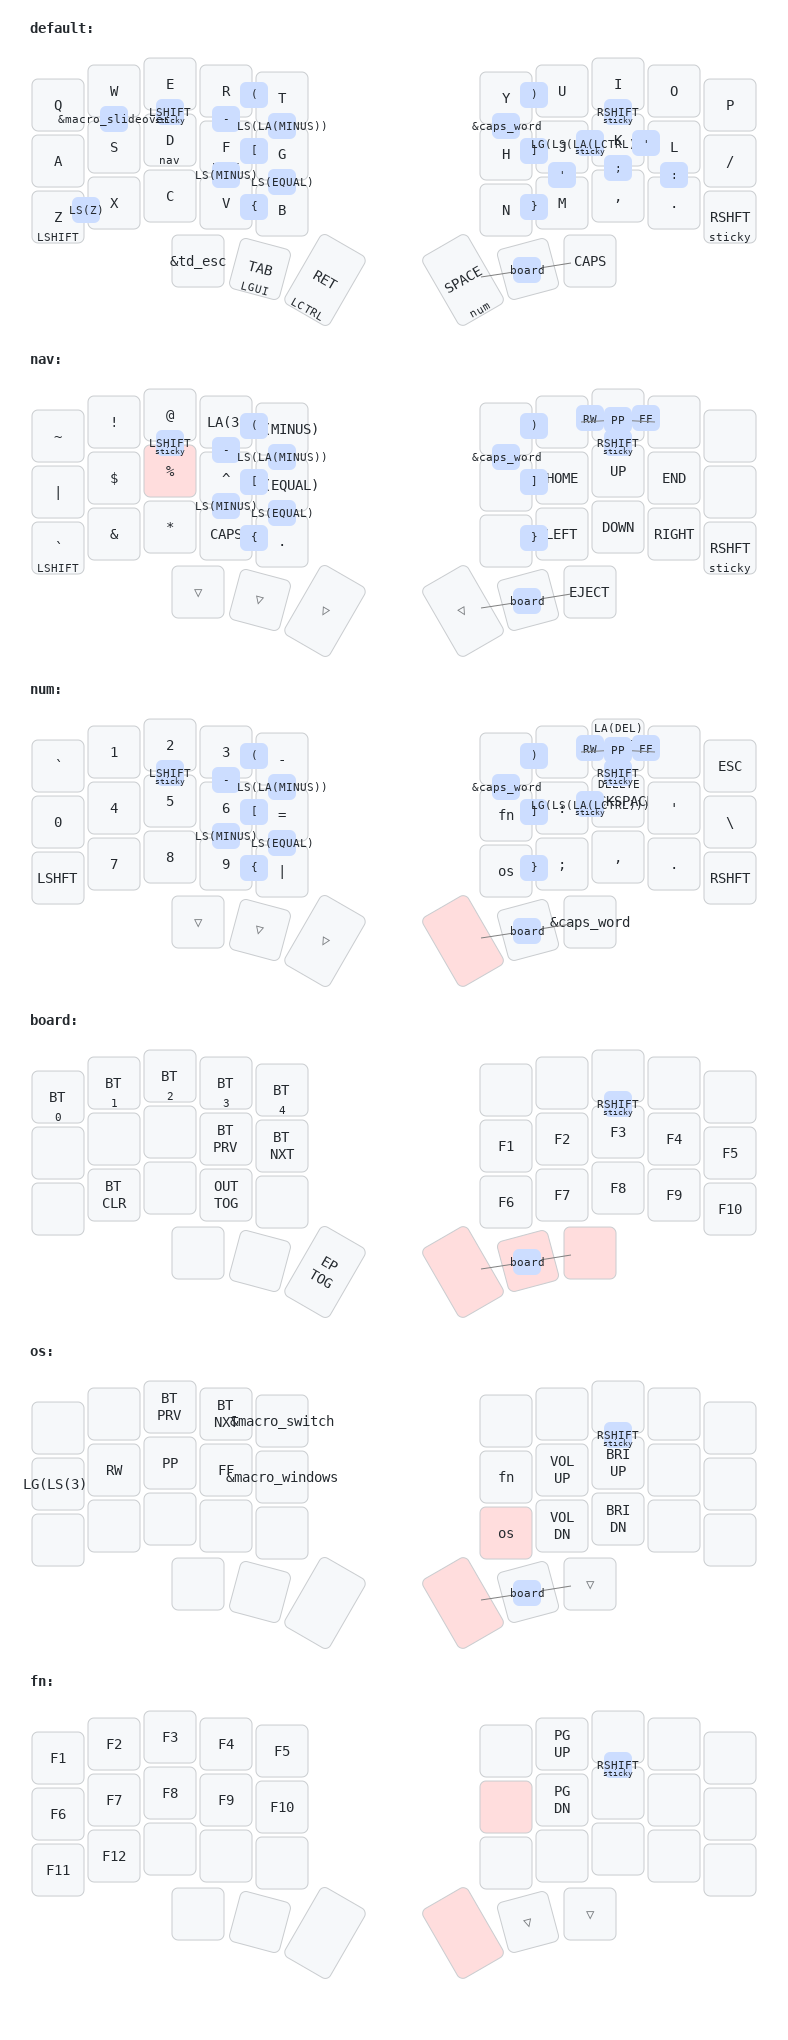 default:
W E R T Y U I O P
Q ( )
&macro_slideover LSHIFT sticky - LS(LA(MINUS)) &caps_word RSHIFT sticky
A S D nav F [ G H ] J LG(LS(LA(LCTRL) sticky K ' L /
LS(MINUS) LS(EQUAL) ' ; :
Z LS(Z) X C V { B N } M , . RSHFT
LSHIFT sticky
&td_esc TAB RET SPACE board CAPS
LGUI LCTRL num
nav:
~ ! @ LA(3 ( (MINUS) ) RW PP FF
LSHIFT sticky - LS(LA(MINUS)) &caps_word RSHIFT sticky
| $ % ^ [ (EQUAL) ] HOME UP END
LS(MINUS) LS(EQUAL)
` & * CAPS { . } LEFT DOWN RIGHT RSHFT
LSHIFT sticky
▽ ▽ ▽ ▽ board EJECT
num:
LA(DEL)
` 1 2 3 ( - ) RW PP FF ESC
LSHIFT sticky - LS(LA(MINUS)) &caps_word RSHIFT sticky
DELETE
0 4 5 6 [ = fn ] : LG(LS(LA(LCTRL))) sticky CKSPAC ' \
LS(MINUS) LS(EQUAL)
LSHFT 7 8 9 { | os } ; , . RSHFT
▽ ▽ ▽ board &caps_word
board:
BT BT BT BT BT
0 1 2 3 4
RSHIFT sticky
BT PRV BT NXT F1 F2 F3 F4 F5
BT CLR OUT TOG F6 F7 F8 F9 F10
EP TOG board
os:
BT PRV BT NXT &macro_switch
RSHIFT sticky
LG(LS(3) RW PP FF &macro_windows fn VOL UP BRI UP
os VOL DN BRI DN
board ▽
fn:
F1 F2 F3 F4 F5 PG UP
RSHIFT sticky
F6 F7 F8 F9 F10 PG DN
F11 F12
▽ ▽